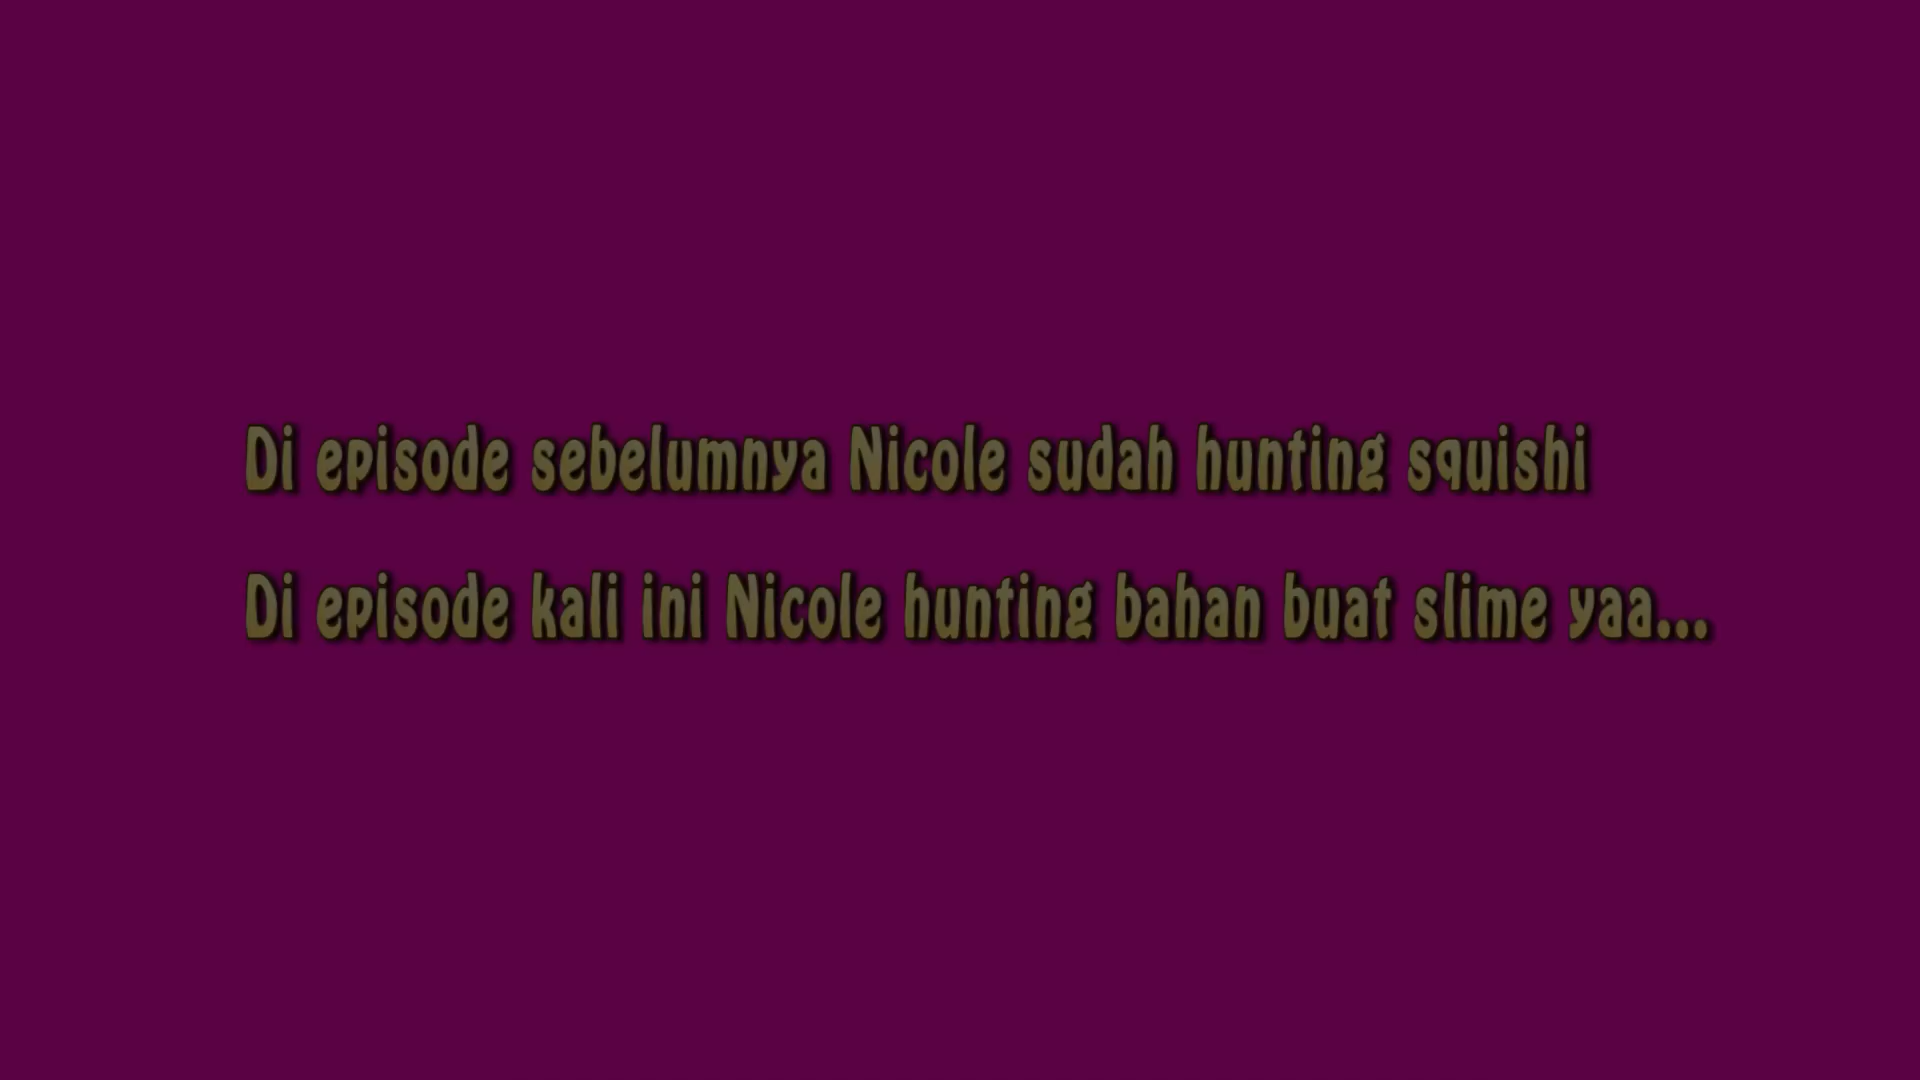 Di episode sebelumnya Nicole sudah hunting squishi
Di episode kali ini Nicole hunting bahan buat slime yaa...